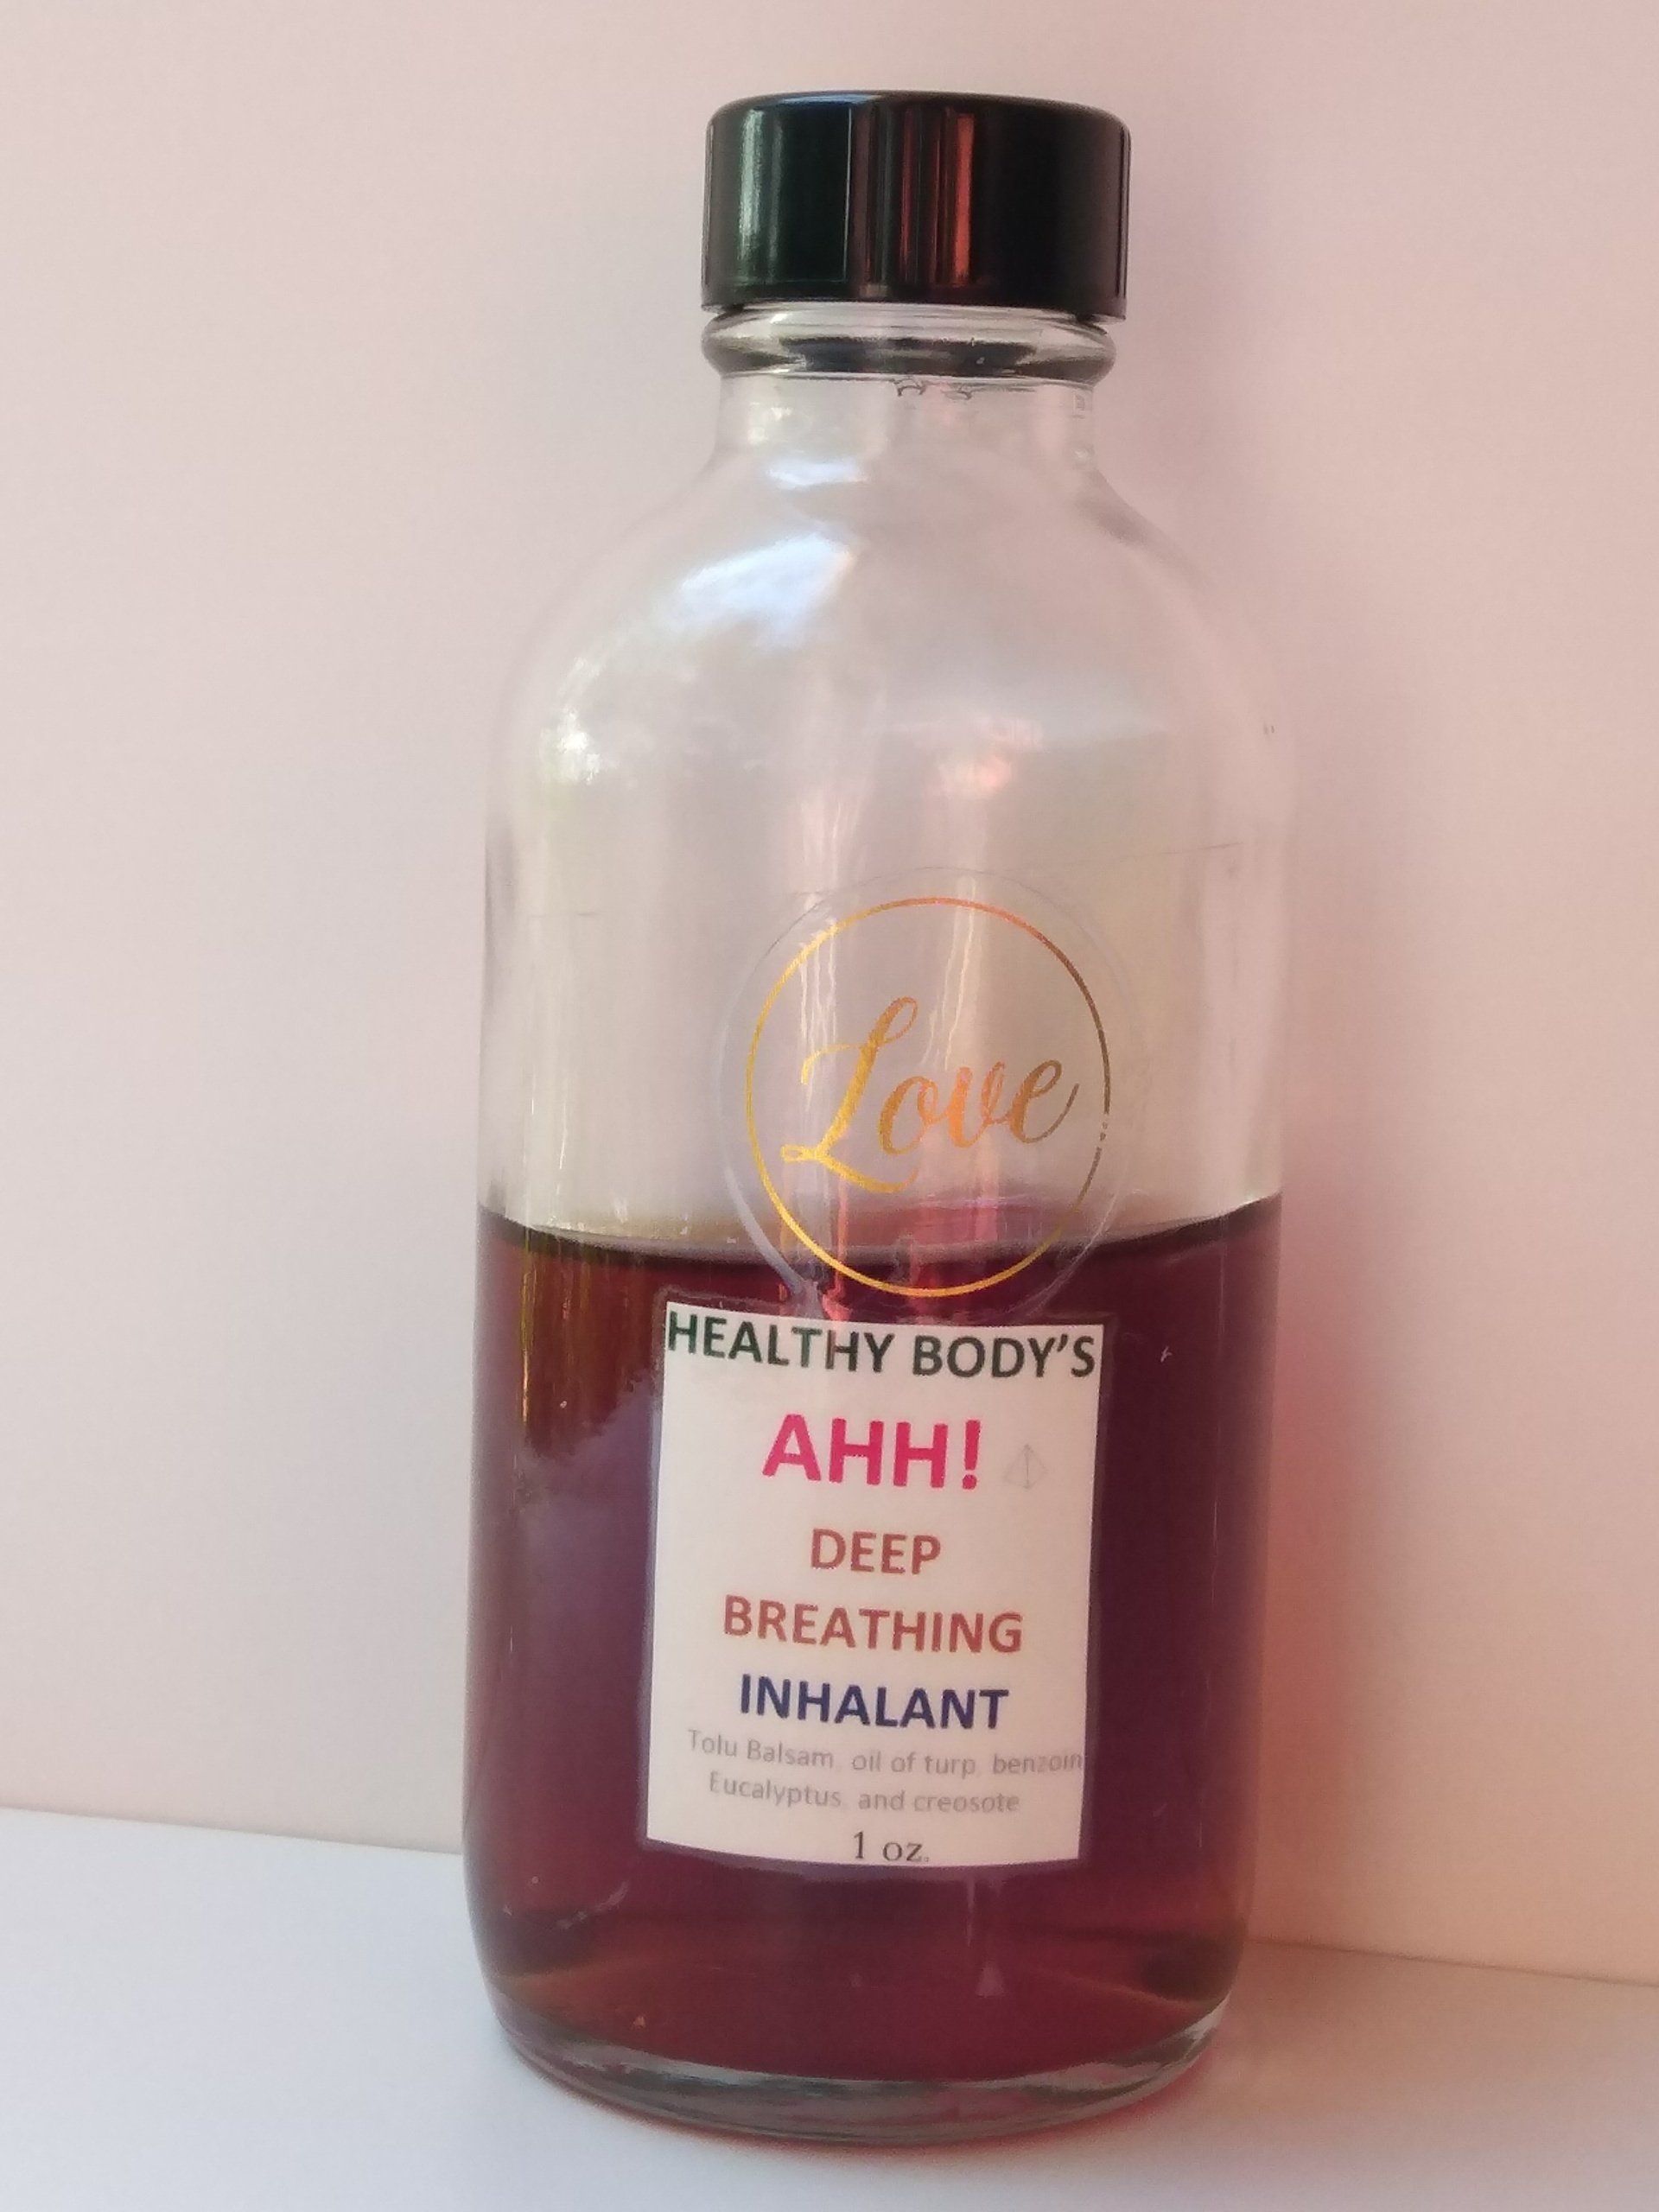 Love
HEALTHY BODY'S
AHH!
DEEP
BREATHING
INHALANT
Tolu Balsam, oil of turp, benzoin
Eucalyptus, and creosote
1 oz.